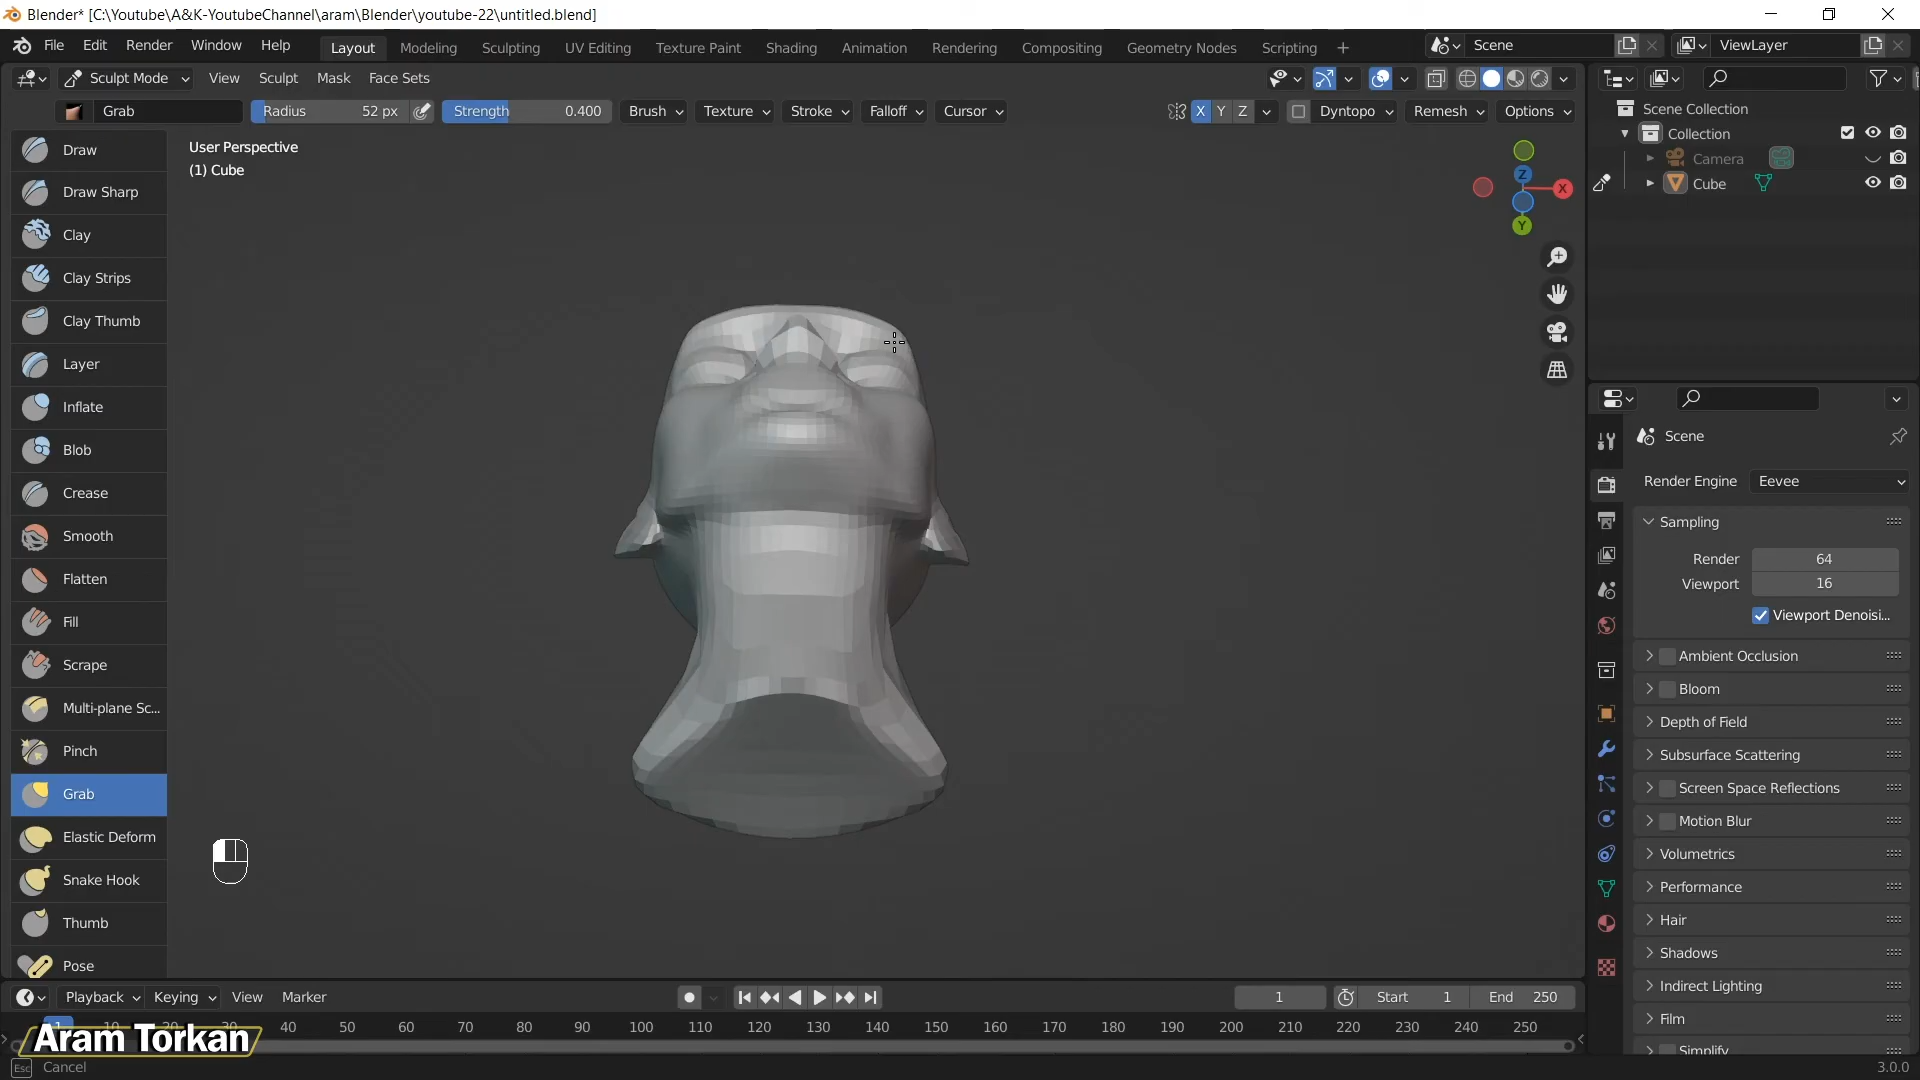 Blender* [C:\Youtube\A&K-YoutubeChannel\aram\Blender\youtube-22\untitled.blend]
File Edit Render Window Help Layout Modeling Sculpting UV Editing Texture Paint Shading Animation Rendering Compositing Geometry Nodes Scripting + Scene ViewLayer
Sculpt Mode View Sculpt Mask Face Sets
Grab Radius 52 px Strength 0.400 Brush Texture Stroke Falloff Cursor X Y Z Dyntopo Remesh Options
Scene Collection
Collection
Camera
Cube
User Perspective
(1) Cube
Z
X
Y
Draw
Draw Sharp
Clay
Clay Strips
Clay Thumb
Layer
Inflate
Blob
Crease
Smooth
Flatten
Fill
Scrape
Multi-plane Sc...
Pinch
Grab
Elastic Deform
Snake Hook
Thumb
Pose
Scene
Render Engine Eevee
Sampling
Render 64
Viewport 16
Viewport Denoisi...
Ambient Occlusion
Bloom
Depth of Field
Subsurface Scattering
Screen Space Reflections
Motion Blur
Volumetrics
Performance
Hair
Shadows
Indirect Lighting
Film
Simplify
Playback Keying View Marker 1 Start 1 End 250
1 10 20 30 40 50 60 70 80 90 100 110 120 130 140 150 160 170 180 190 200 210 220 230 240 250
Aram Torkan
Esc Cancel 3.0.0